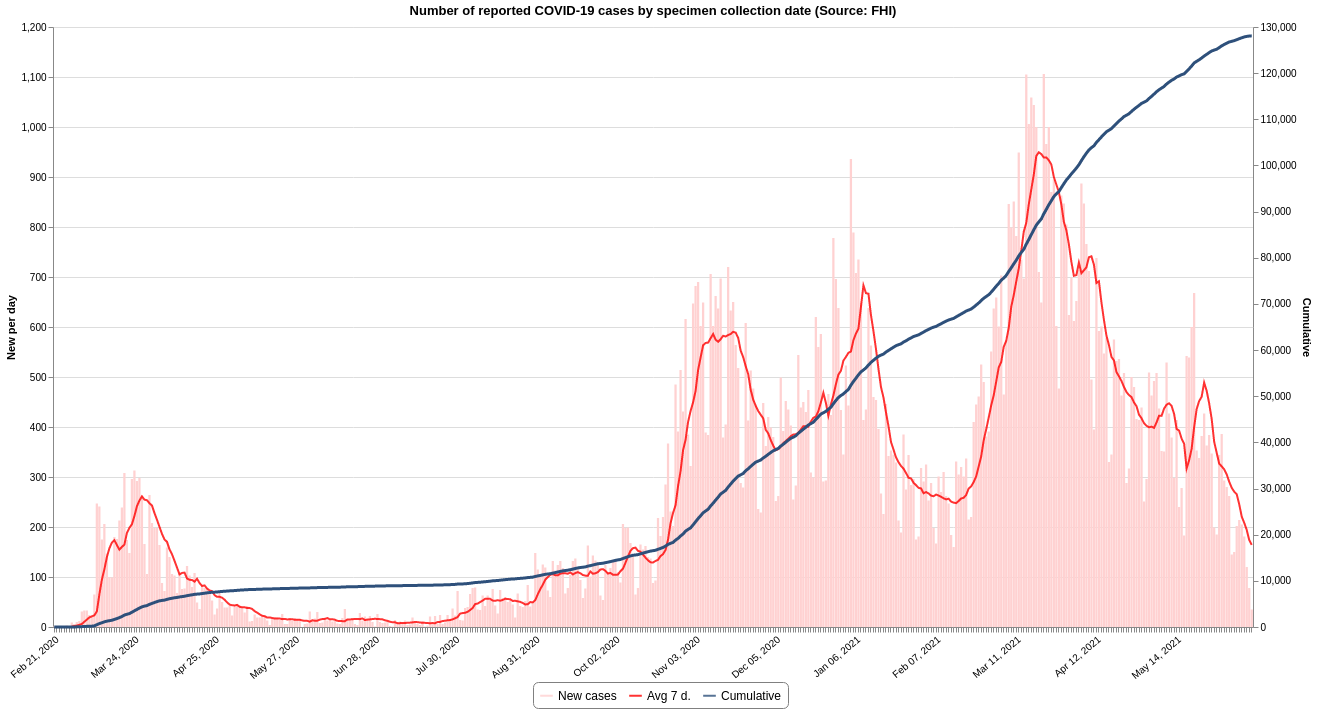 Number of reported COVID-19 cases by specimen collection date (Source: FHI)
1,200
1,100
1,000
900
800
700
600
500
400
300
200
100
0
New per day
130,000
120,000
110,000
100,000
90,000
80,000
70,000
60,000
50,000
40,000
30,000
20,000
10,000
0
Cumulative
Feb 21, 2020
Mar 24, 2020
Apr 25, 2020
May 27, 2020
Jun 28, 2020
Jul 30, 2020
Aug 31, 2020
Oct 02, 2020
Nov 03, 2020
Dec 05, 2020
Jan 06, 2021
Feb 07, 2021
Mar 11, 2021
Apr 12, 2021
May 14, 2021
New cases Avg 7 d. Cumulative